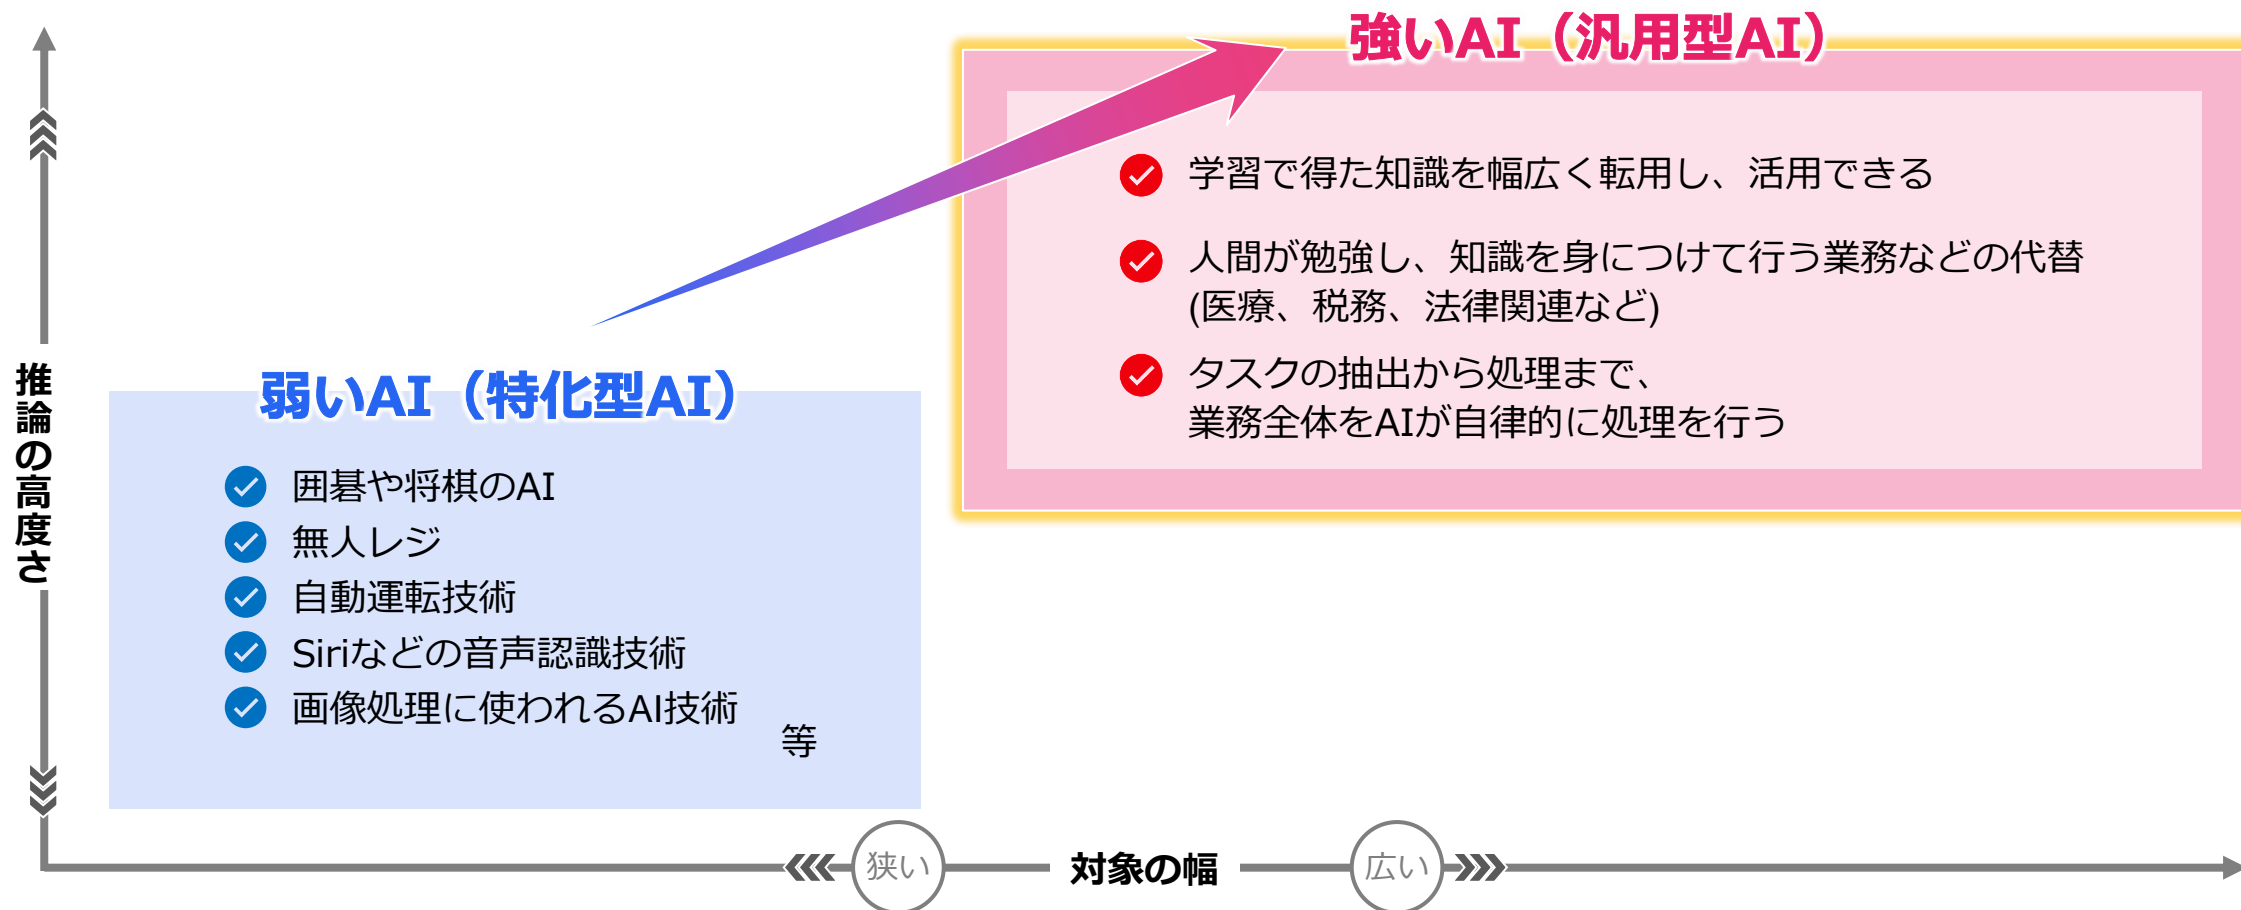 強いAI（汎用型AI）
学習で得た知識を幅広く転用し、活用できる
人間が勉強し、知識を身につけて行う業務などの代替
(医療、税務、法律関連など)
タスクの抽出から処理まで、
業務全体をAIが自律的に処理を行う
推論の高度さ
弱いAI（特化型AI）
囲碁や将棋のAI
無人レジ
自動運転技術
Siriなどの音声認識技術
画像処理に使われるAI技術
等
狭い
対象の幅
広い